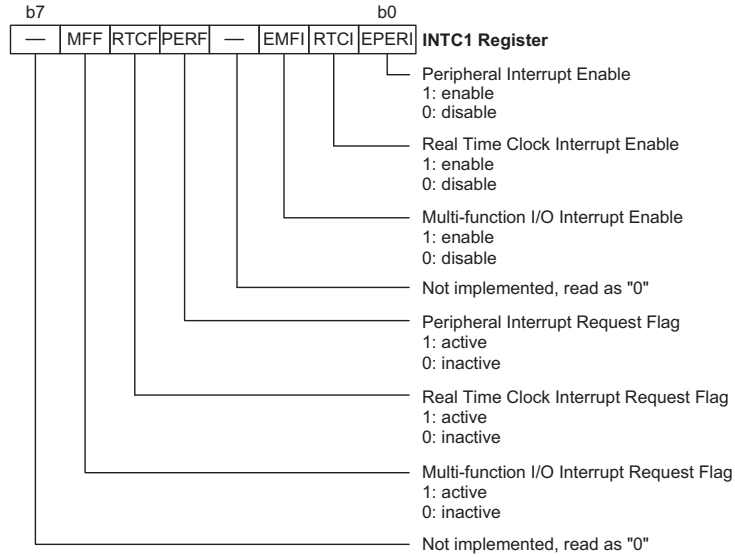 b7 b0
— MFF RTCF PERF — EMFI RTCI EPERI INTC1 Register
Peripheral Interrupt Enable
1: enable
0: disable
Real Time Clock Interrupt Enable
1: enable
0: disable
Multi-function I/O Interrupt Enable
1: enable
0: disable
Not implemented, read as "0"
Peripheral Interrupt Request Flag
1: active
0: inactive
Real Time Clock Interrupt Request Flag
1: active
0: inactive
Multi-function I/O Interrupt Request Flag
1: active
0: inactive
Not implemented, read as "0"